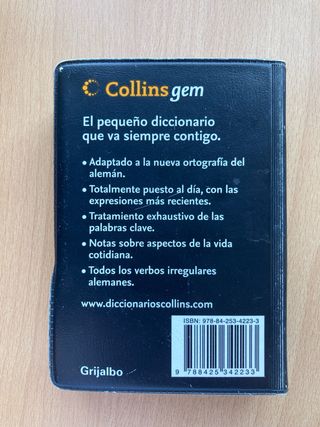 Collins gem
El pequeño diccionario
que va siempre contigo.
• Adaptado a la nueva ortografía del
alemán.
• Totalmente puesto al día, con las
expresiones más recientes.
• Tratamiento exhaustivo de las
palabras clave.
• Notas sobre aspectos de la vida
cotidiana.
• Todos los verbos irregulares
alemanes.
www.diccionarioscollins.com
ISBN: 978-84-253-4223-3
9 788425 342233
Grijalbo